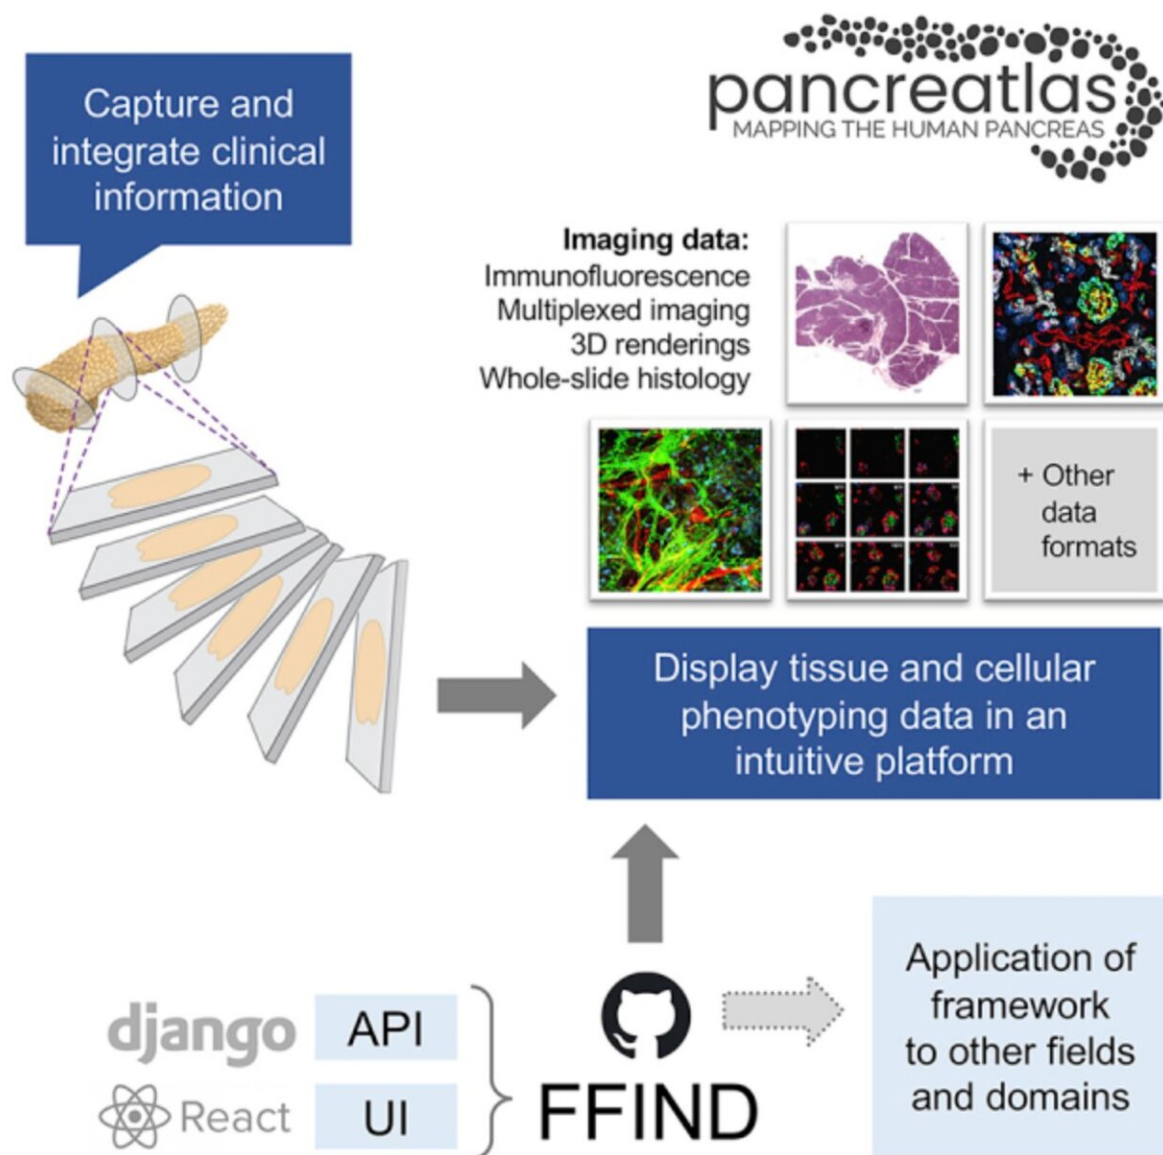 pancreatlas
MAPPING THE HUMAN PANCREAS
Capture and
integrate clinical
information
Imaging data:
Immunofluorescence
Multiplexed imaging
3D renderings
Whole-slide histology
+ Other
data
formats
Display tissue and cellular
phenotyping data in an
intuitive platform
django
API
React
UI
FFIND
Application of
framework
to other fields
and domains